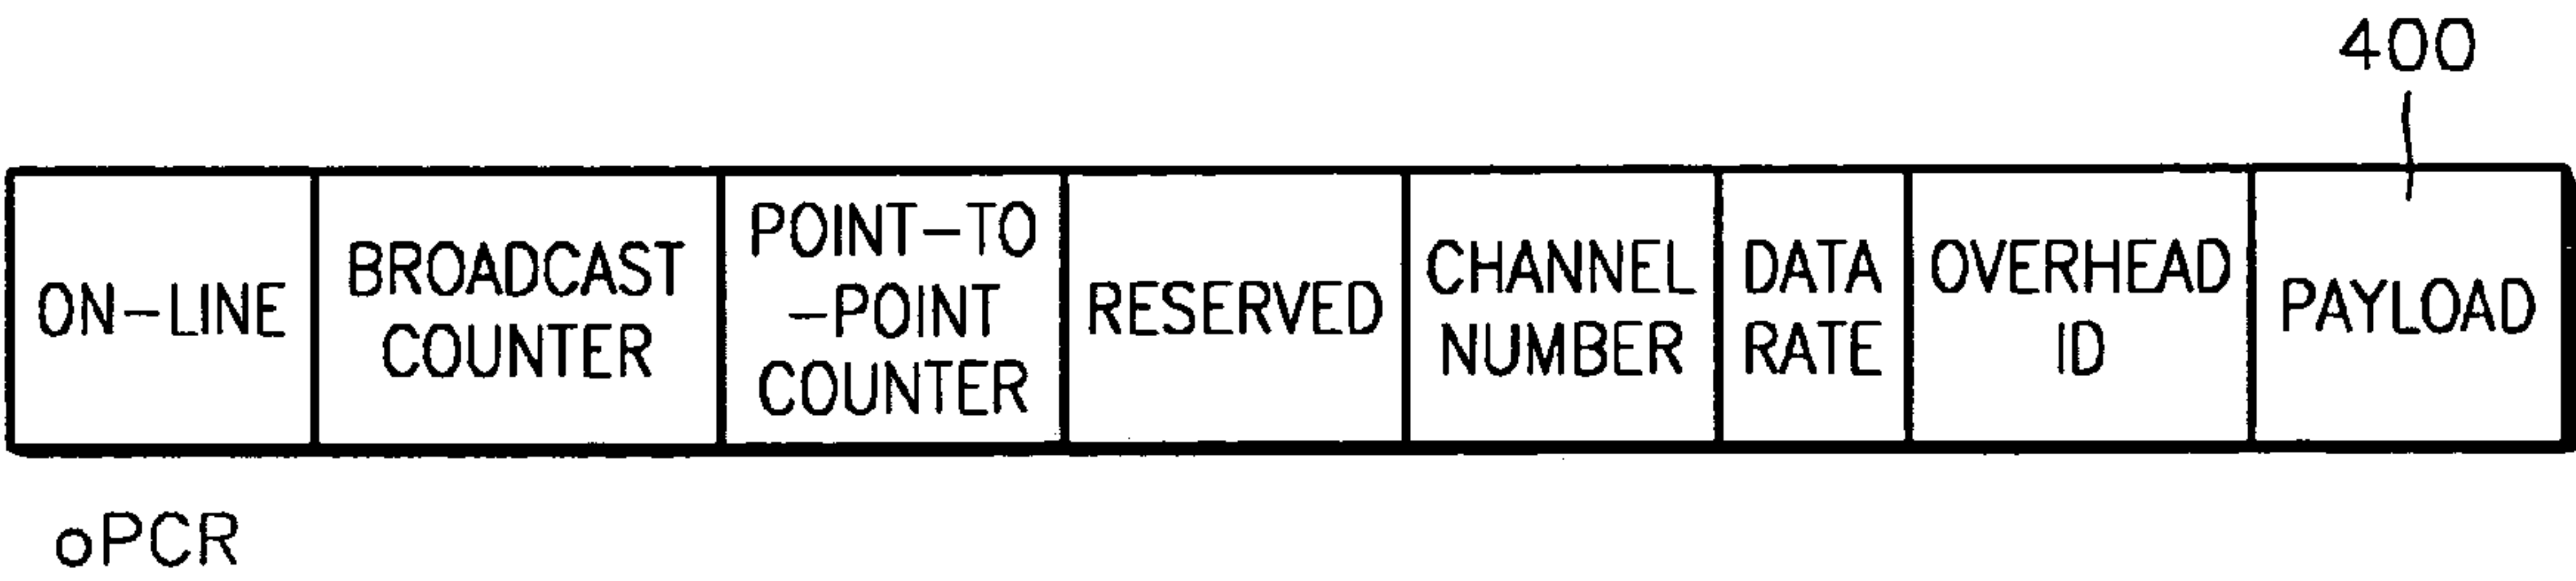 400
ON-LINE
BROADCAST
COUNTER
POINT-TO
-POINT
COUNTER
RESERVED
CHANNEL
NUMBER
DATA
RATE
OVERHEAD
ID
PAYLOAD
oPCR